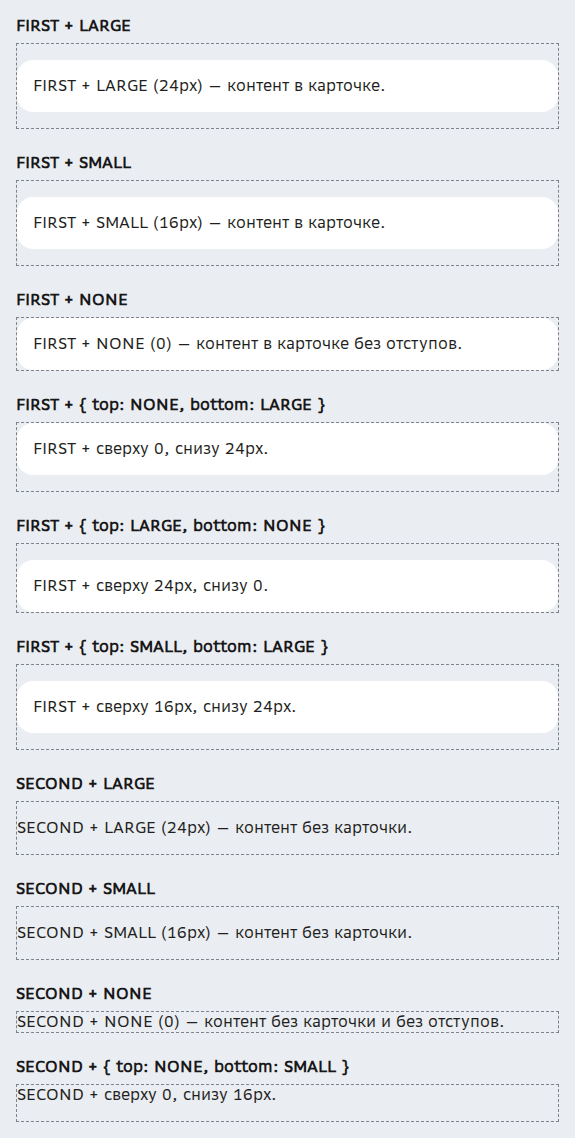 FIRST + LARGE
FIRST + LARGE (24px) — контент в карточке.
FIRST + SMALL
FIRST + SMALL (16px) — контент в карточке.
FIRST + NONE
FIRST + NONE (0) — контент в карточке без отступов.
FIRST + { top: NONE, bottom: LARGE }
FIRST + сверху 0, снизу 24px.
FIRST + { top: LARGE, bottom: NONE }
FIRST + сверху 24px, снизу 0.
FIRST + { top: SMALL, bottom: LARGE }
FIRST + сверху 16px, снизу 24px.
SECOND + LARGE
SECOND + LARGE (24px) — контент без карточки.
SECOND + SMALL
SECOND + SMALL (16px) — контент без карточки.
SECOND + NONE
SECOND + NONE (0) — контент без карточки и без отступов.
SECOND + { top: NONE, bottom: SMALL }
SECOND + сверху 0, снизу 16px.